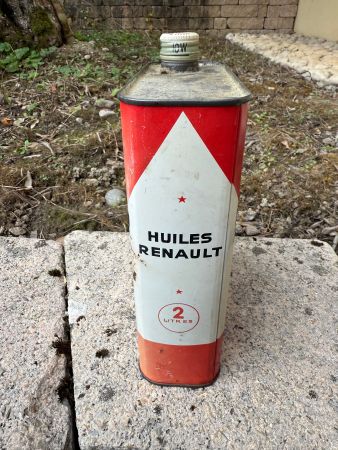 10W
HUILES
RENAULT
2
LITRES